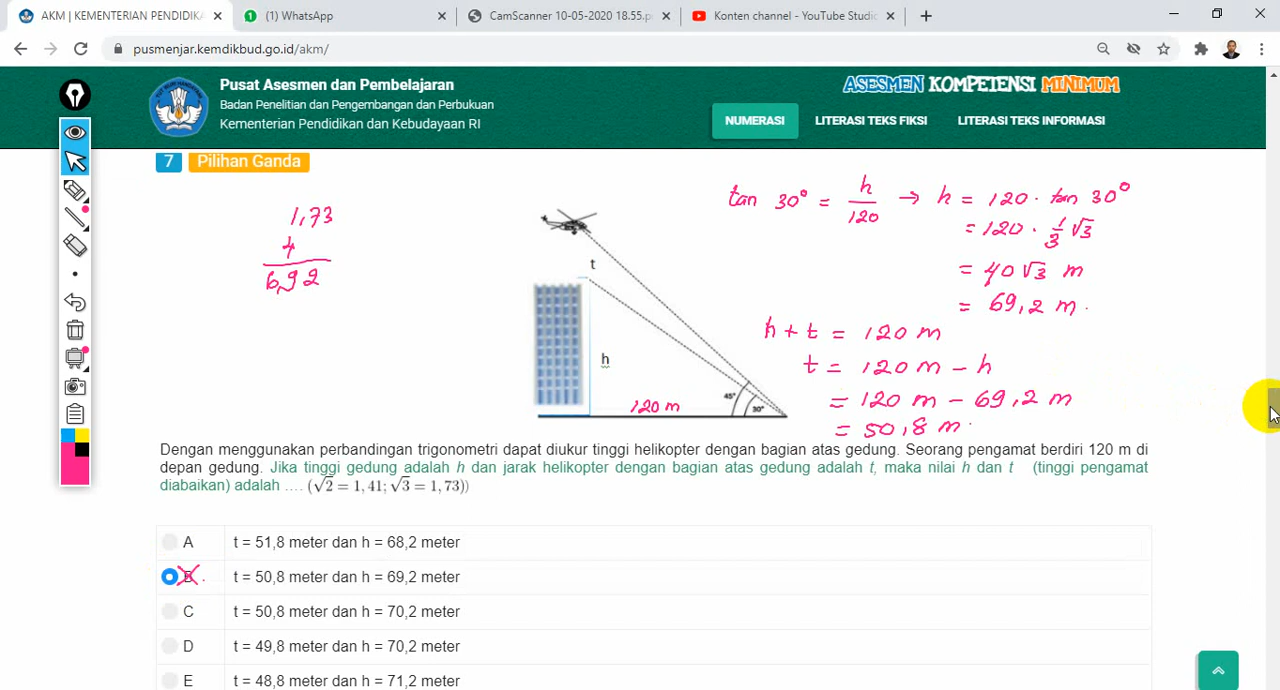 AKM | KEMENTERIAN PENDIDIKA
(1) WhatsApp
CamScanner 10-05-2020 18.55.p
Konten channel - YouTube Studio
pusmenjar.kemdikbud.go.id/akm/
Pusat Asesmen dan Pembelajaran
Badan Penelitian dan Pengembangan dan Perbukuan
Kementerian Pendidikan dan Kebudayaan RI
ASESMEN KOMPETENSI MINIMUM
NUMERASI
LITERASI TEKS FIKSI
LITERASI TEKS INFORMASI
7 Pilihan Ganda
1,73
4
6,92
t
h
120 m
45°
30°
tan 30° = h/120 → h = 120 . tan 30°
= 120 . 1/3 √3
= 40 √3 m
= 69,2 m .
h + t = 120 m
t = 120 m - h
= 120 m - 69,2 m
= 50,8 m .
Dengan menggunakan perbandingan trigonometri dapat diukur tinggi helikopter dengan bagian atas gedung. Seorang pengamat berdiri 120 m di
depan gedung. Jika tinggi gedung adalah h dan jarak helikopter dengan bagian atas gedung adalah t, maka nilai h dan t (tinggi pengamat
diabaikan) adalah .... (√2 = 1,41; √3 = 1,73))
A t = 51,8 meter dan h = 68,2 meter
B t = 50,8 meter dan h = 69,2 meter
C t = 50,8 meter dan h = 70,2 meter
D t = 49,8 meter dan h = 70,2 meter
E t = 48,8 meter dan h = 71,2 meter